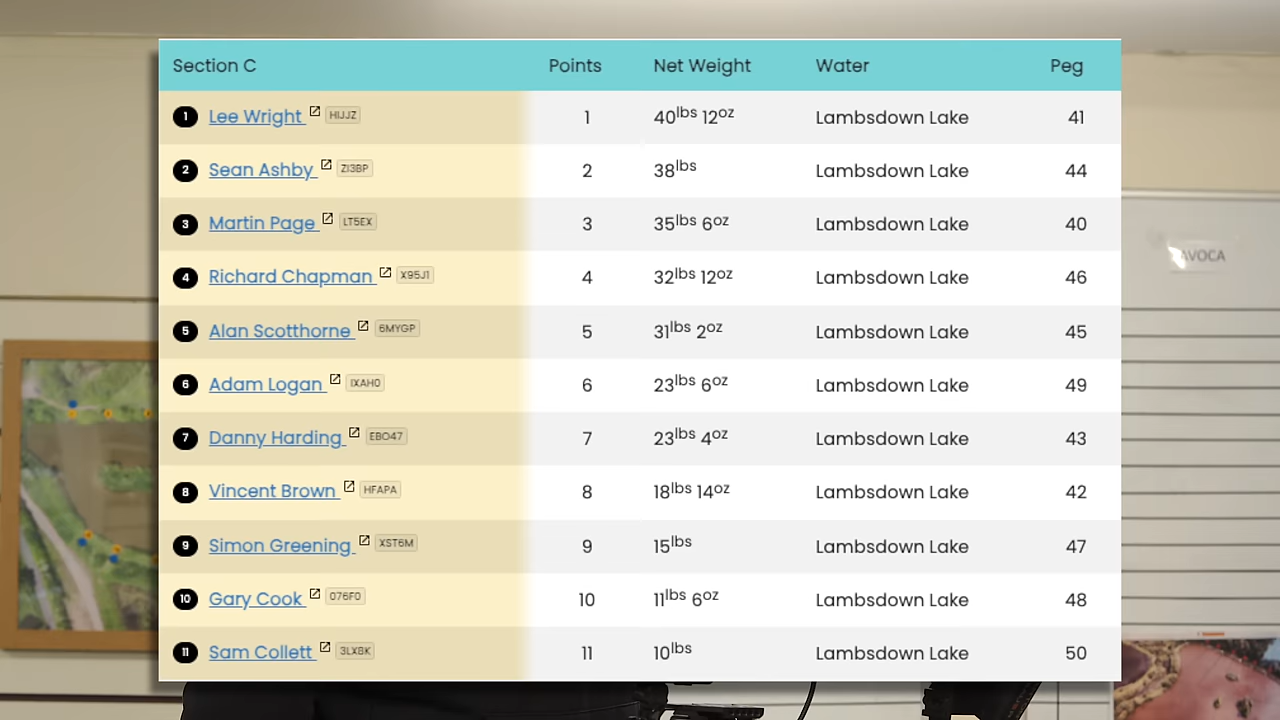 Section C Points Net Weight Water Peg
1 Lee Wright HIJJZ 1 40lbs 12oz Lambsdown Lake 41
2 Sean Ashby ZI3BP 2 38lbs Lambsdown Lake 44
3 Martin Page LT5EX 3 35lbs 6oz Lambsdown Lake 40
4 Richard Chapman X95J1 4 32lbs 12oz Lambsdown Lake 46
5 Alan Scotthorne 6MYGP 5 31lbs 2oz Lambsdown Lake 45
6 Adam Logan IXAH0 6 23lbs 6oz Lambsdown Lake 49
7 Danny Harding EBO47 7 23lbs 4oz Lambsdown Lake 43
8 Vincent Brown HFAPA 8 18lbs 14oz Lambsdown Lake 42
9 Simon Greening XST6M 9 15lbs Lambsdown Lake 47
10 Gary Cook 076F0 10 11lbs 6oz Lambsdown Lake 48
11 Sam Collett 3LX8K 11 10lbs Lambsdown Lake 50
AVOCA